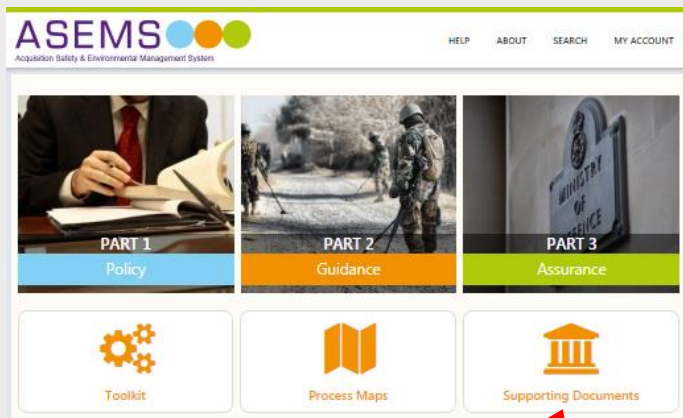 ASEMS
Acquisition Safety & Environmental Management System
HELP ABOUT SEARCH MY ACCOUNT
PART 1
Policy
PART 2
Guidance
MINISTRY
OF
DEFENCE
PART 3
Assurance
Toolkit
Process Maps
Supporting Documents